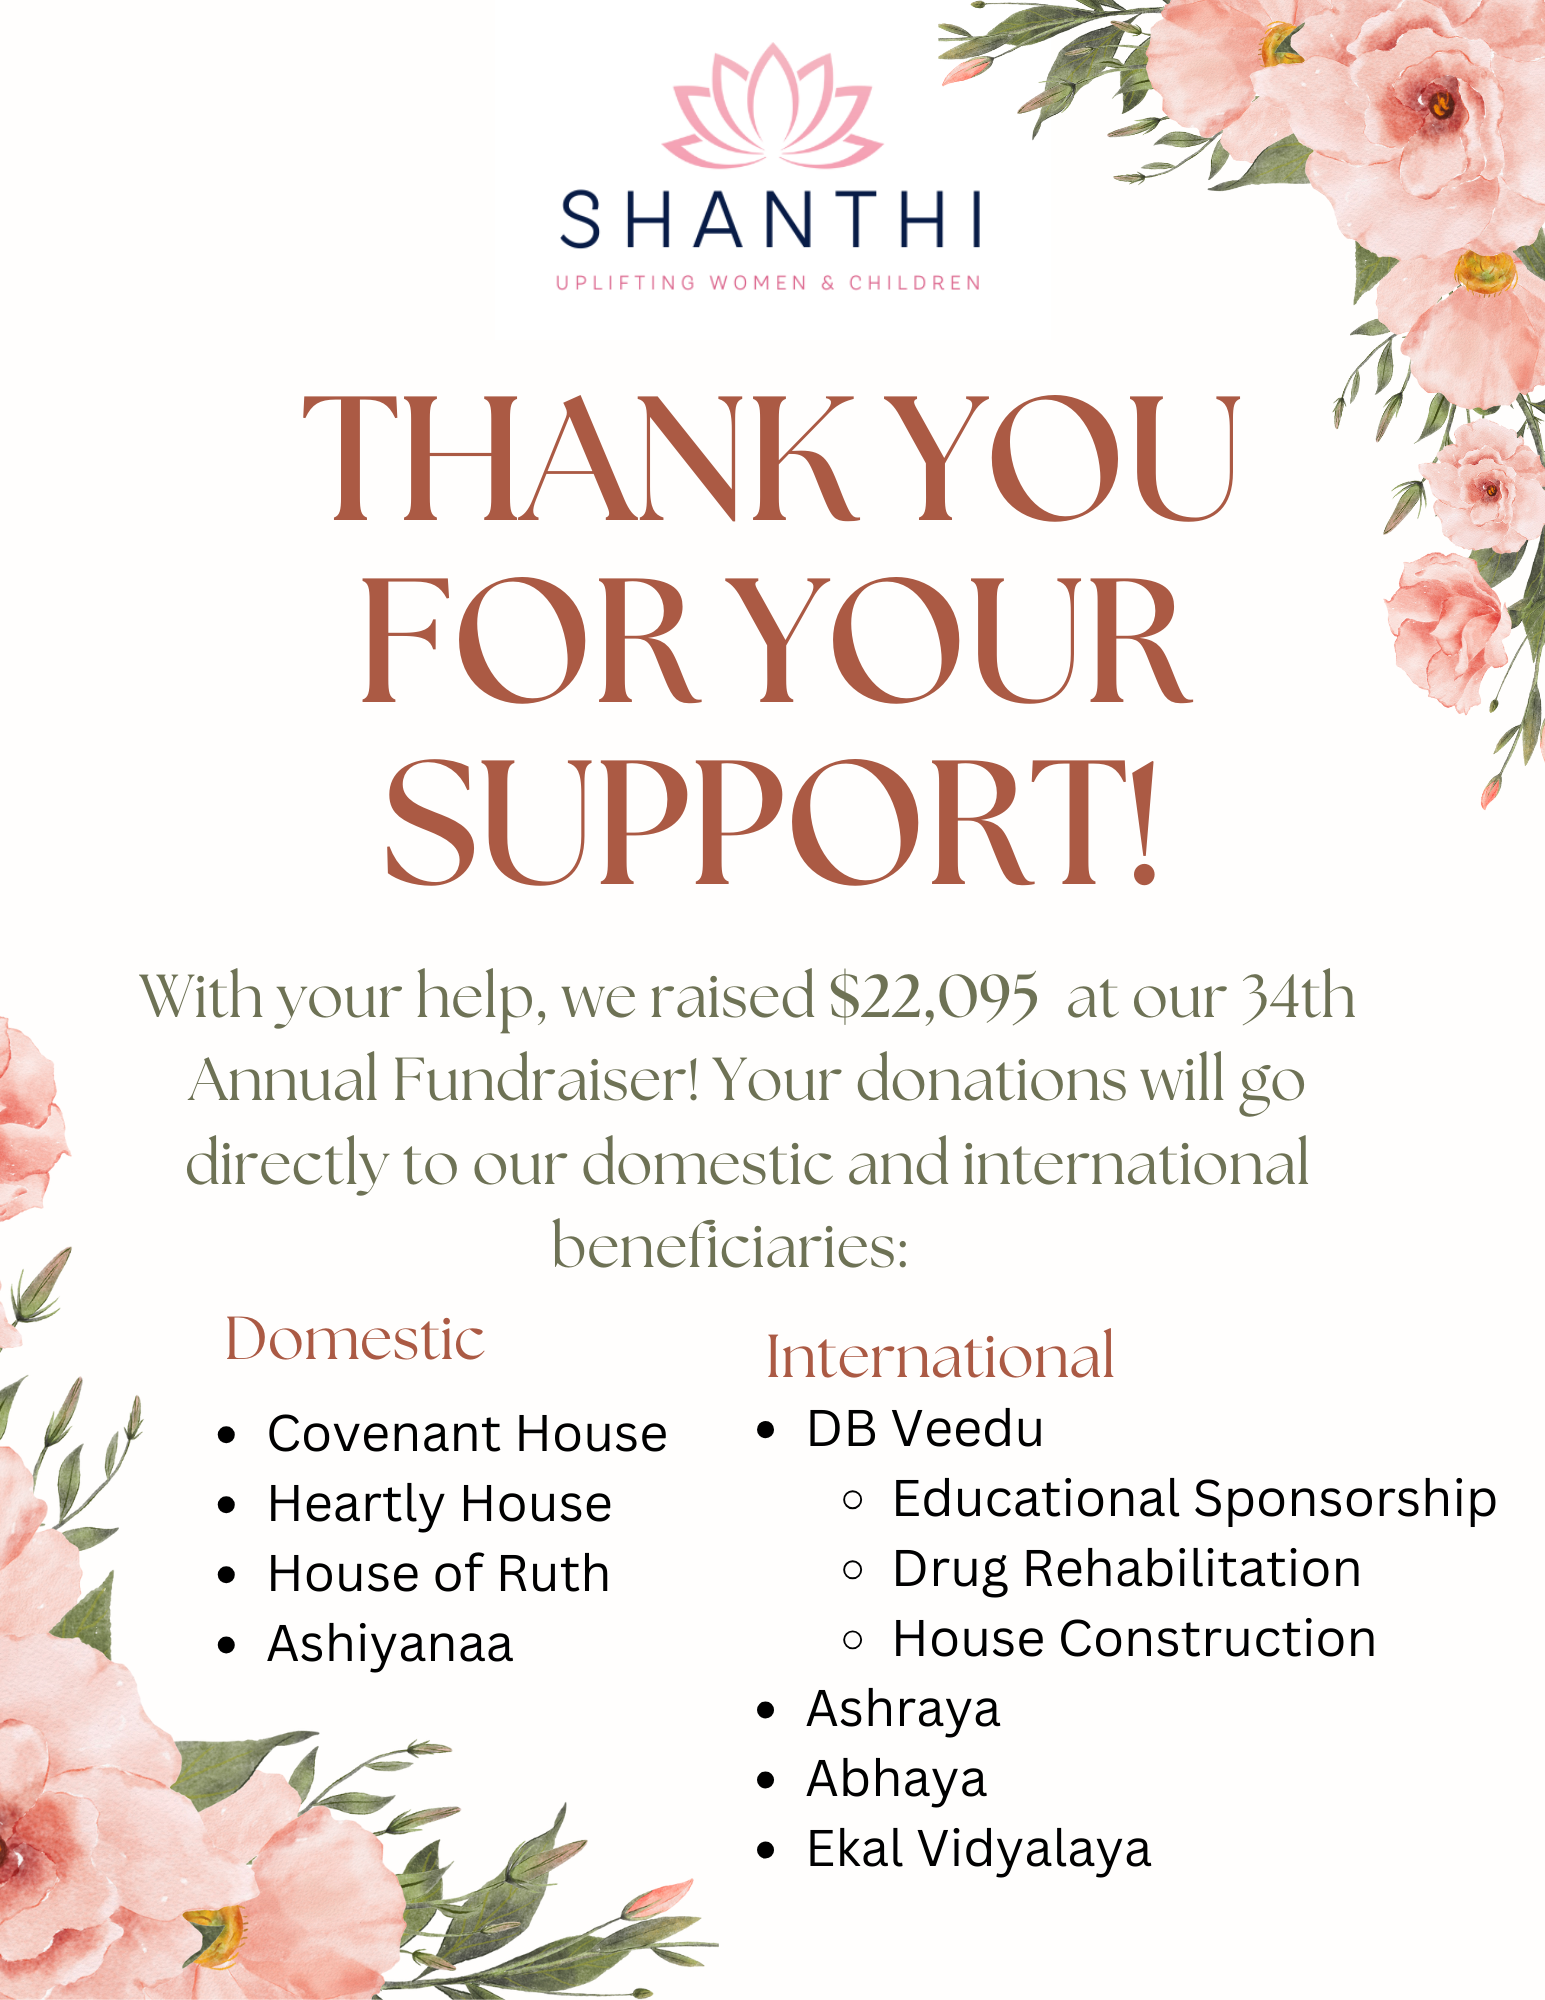 SHANTHI
UPLIFTING WOMEN & CHILDREN
THANK YOU
FOR YOUR
SUPPORT!
With your help, we raised $22,095 at our 34th
Annual Fundraiser! Your donations will go
directly to our domestic and international
beneficiaries:
Domestic
• Covenant House
• Heartly House
• House of Ruth
• Ashiyanaa
International
• DB Veedu
◦ Educational Sponsorship
◦ Drug Rehabilitation
◦ House Construction
• Ashraya
• Abhaya
• Ekal Vidyalaya